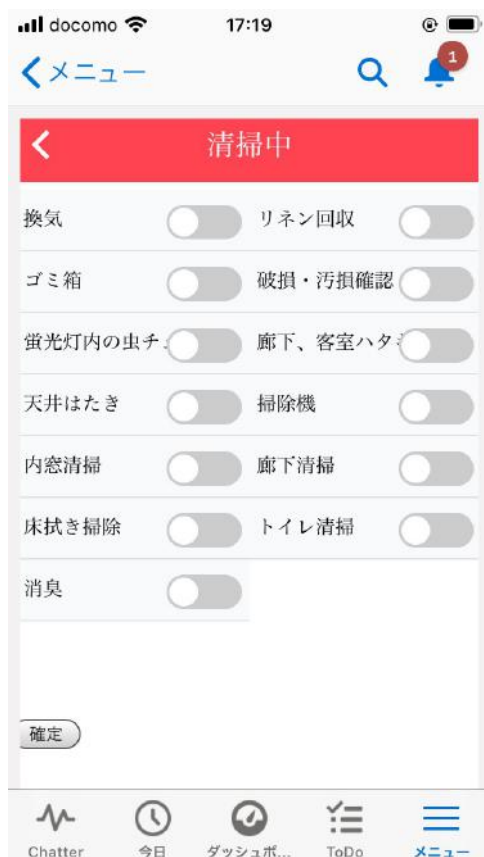 docomo 17:19
メニュー 1
清掃中
換気 リネン回収
ゴミ箱 破損・汚損確認
蛍光灯内の虫チ 廊下、客室ハタ
天井はたき 掃除機
内窓清掃 廊下清掃
床拭き掃除 トイレ清掃
消臭
確定
Chatter 今日 ダッシュボ... ToDo メニュー